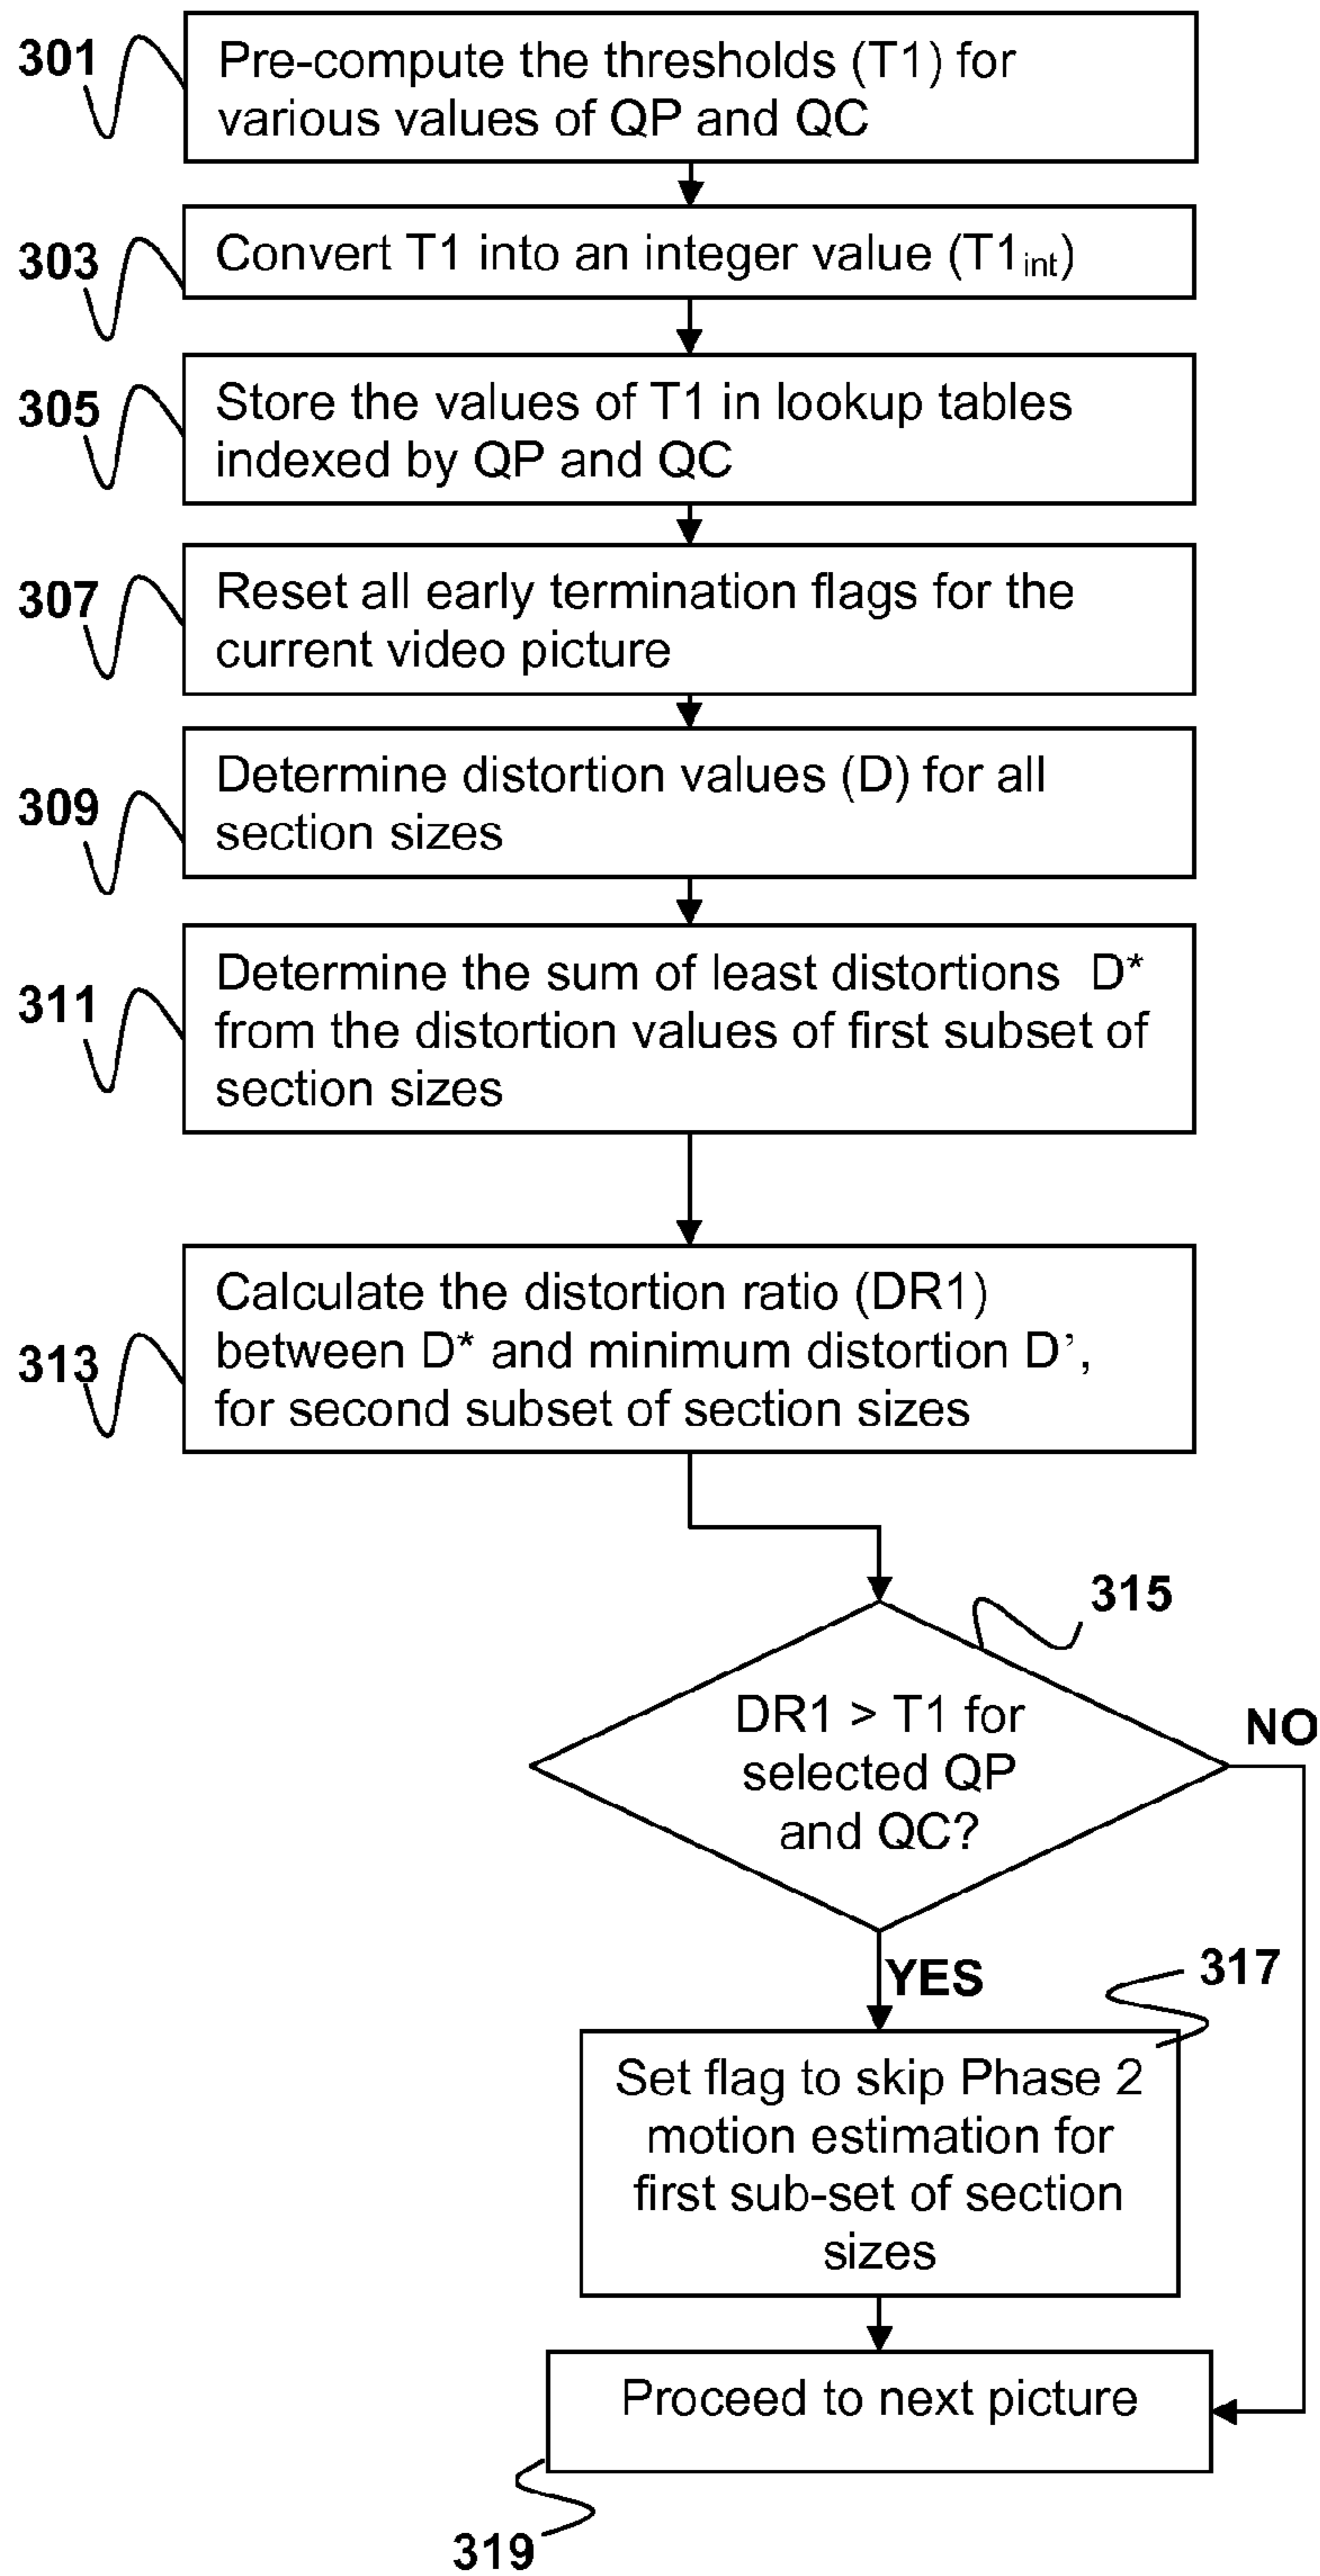 301
Pre-compute the thresholds (T1) for
various values of QP and QC
303
Convert T1 into an integer value (T1int)
305
Store the values of T1 in lookup tables
indexed by QP and QC
307
Reset all early termination flags for the
current video picture
309
Determine distortion values (D) for all
section sizes
311
Determine the sum of least distortions D*
from the distortion values of first subset of
section sizes
313
Calculate the distortion ratio (DR1)
between D* and minimum distortion D’,
for second subset of section sizes
315
DR1 > T1 for
selected QP
and QC?
NO
YES
317
Set flag to skip Phase 2
motion estimation for
first sub-set of section
sizes
Proceed to next picture
319